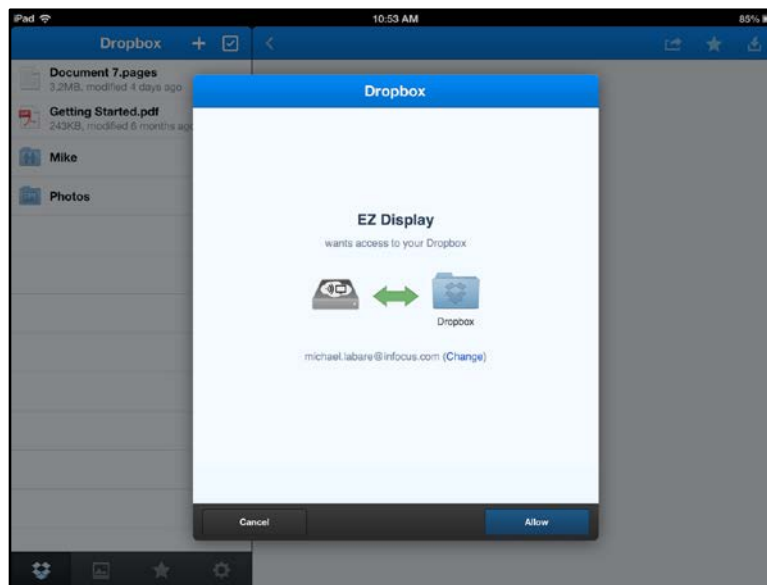 iPad 10:53 AM 85%
Dropbox
Document 7.pages
3.2MB, modified 4 days ago
Getting Started.pdf
243KB, modified 6 months ago
Mike
Photos
Dropbox
EZ Display
wants access to your Dropbox
Dropbox
michael.labare@infocus.com (Change)
Cancel Allow